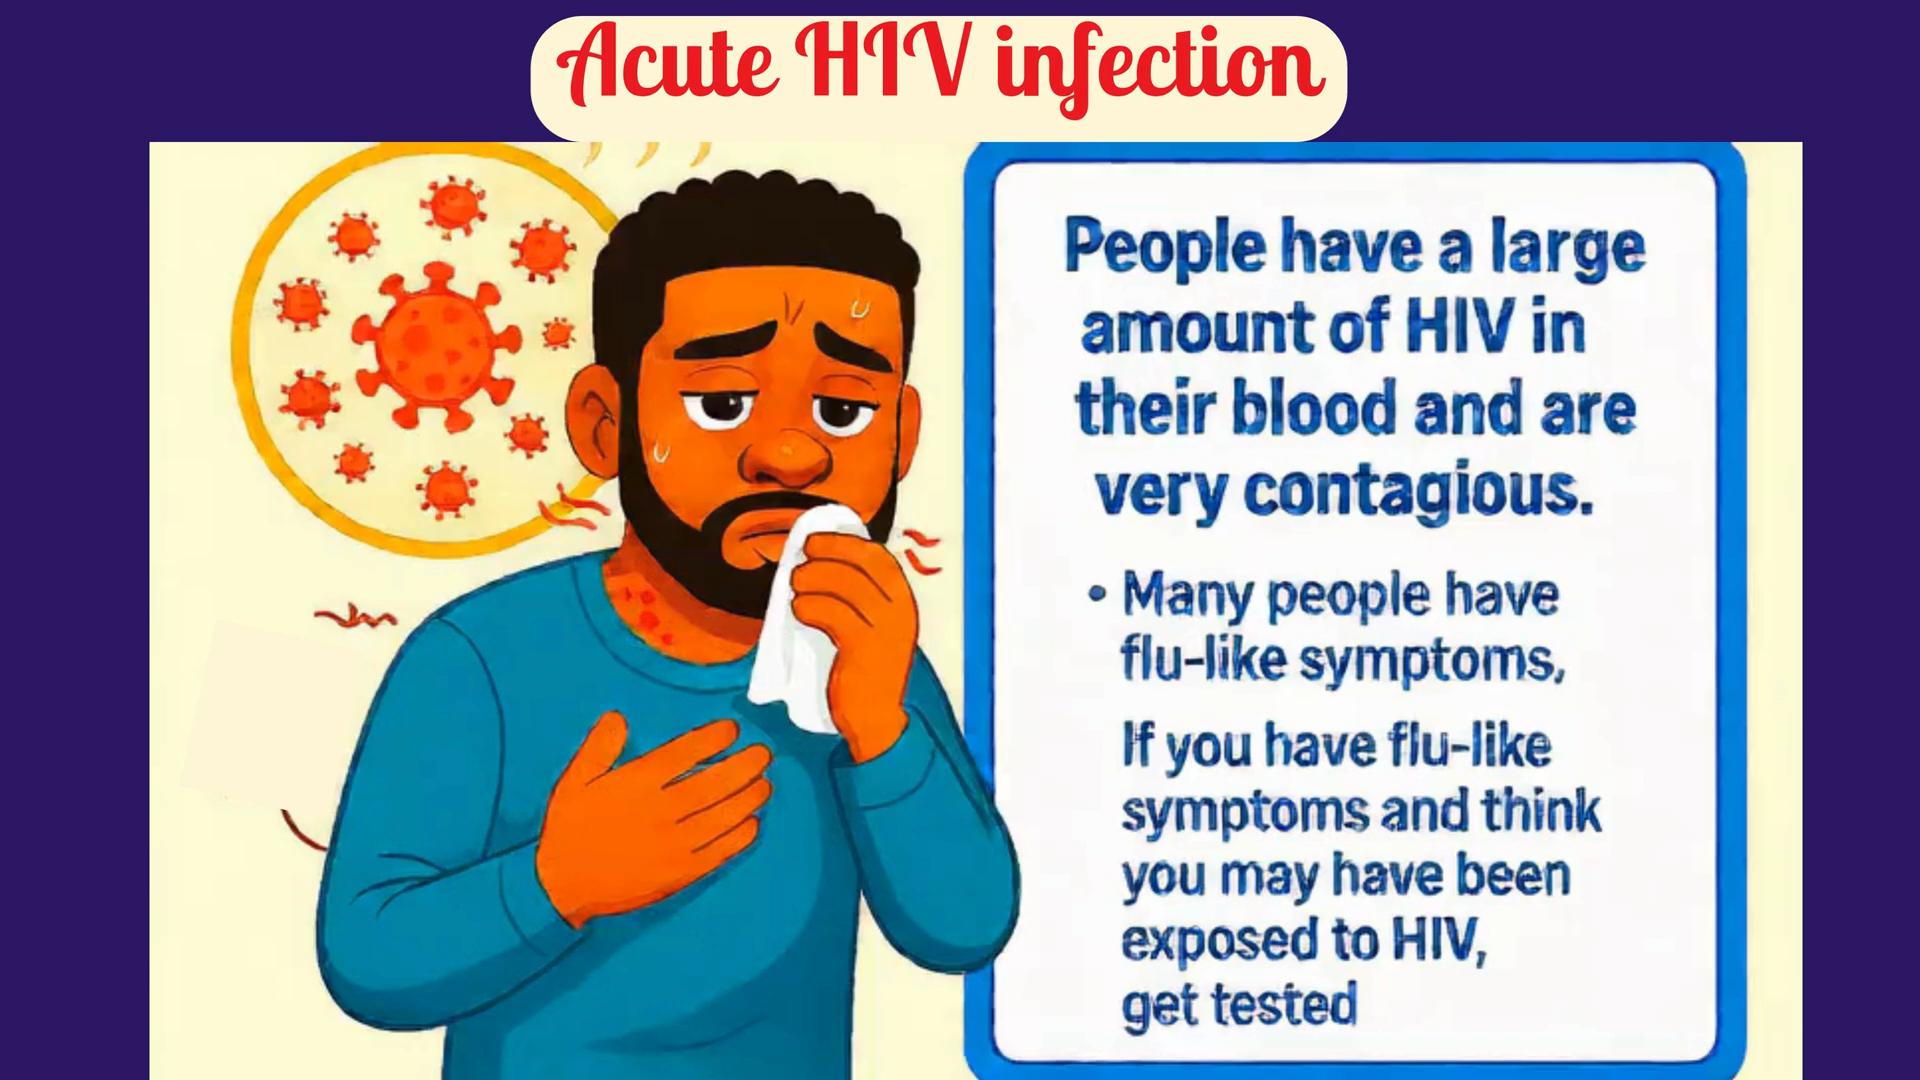 Acute HIV infection
People have a large
amount of HIV in
their blood and are
very contagious.
• Many people have
flu-like symptoms,
If you have flu-like
symptoms and think
you may have been
exposed to HIV,
get tested